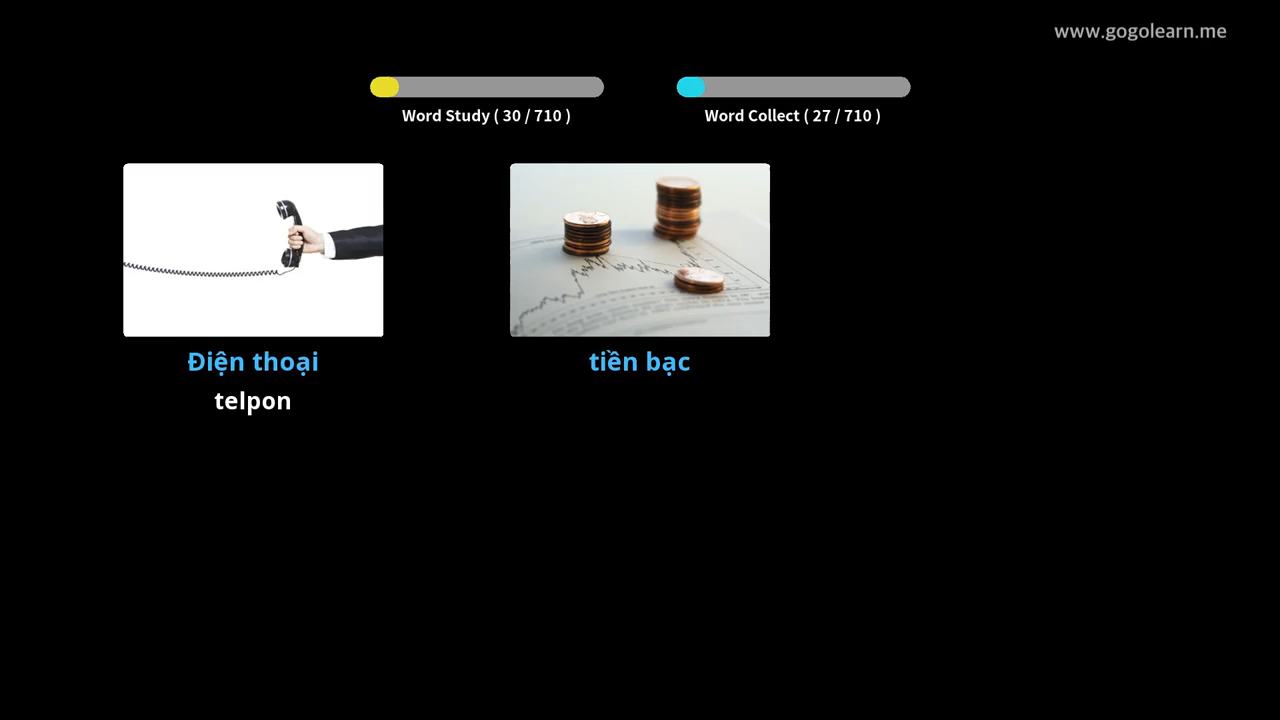 www.gogolearn.me
Word Study ( 30 / 710 )
Word Collect ( 27 / 710 )
Điện thoại
telpon
tiền bạc